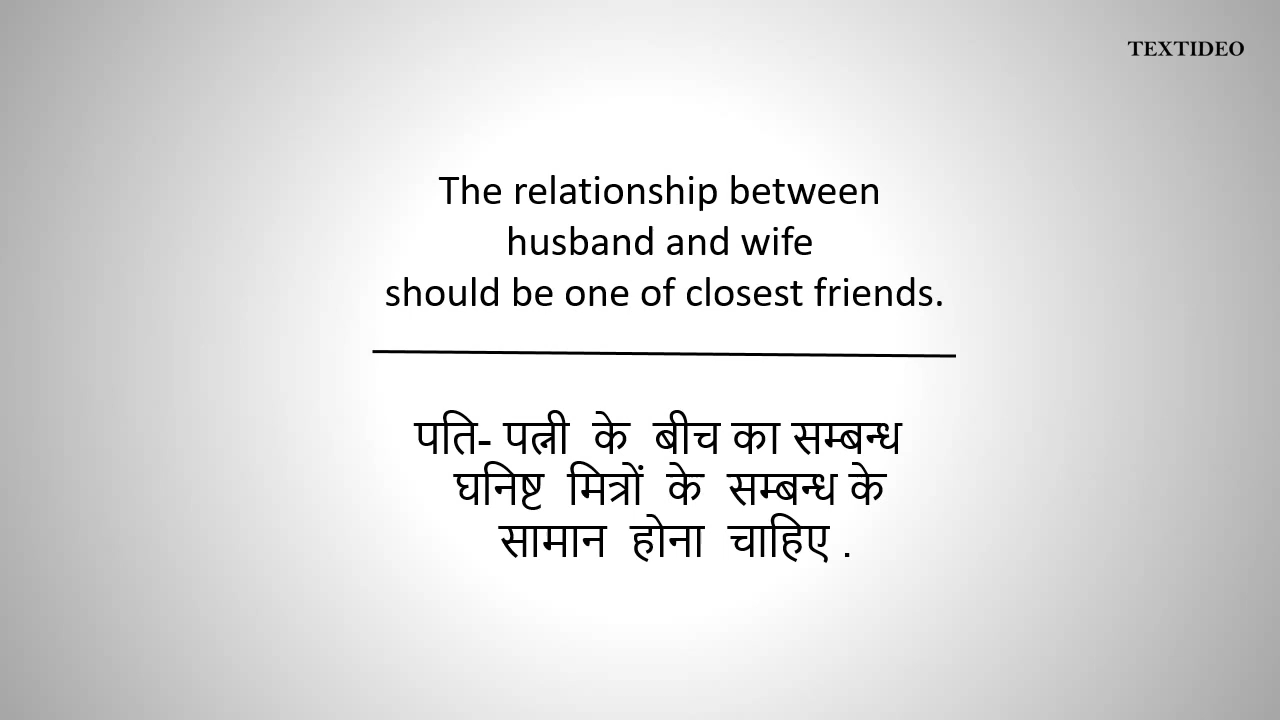 TEXTIDEO
The relationship between
husband and wife
should be one of closest friends.
पति- पत्नी के बीच का सम्बन्ध
घनिष्ट मित्रों के सम्बन्ध के
सामान होना चाहिए .